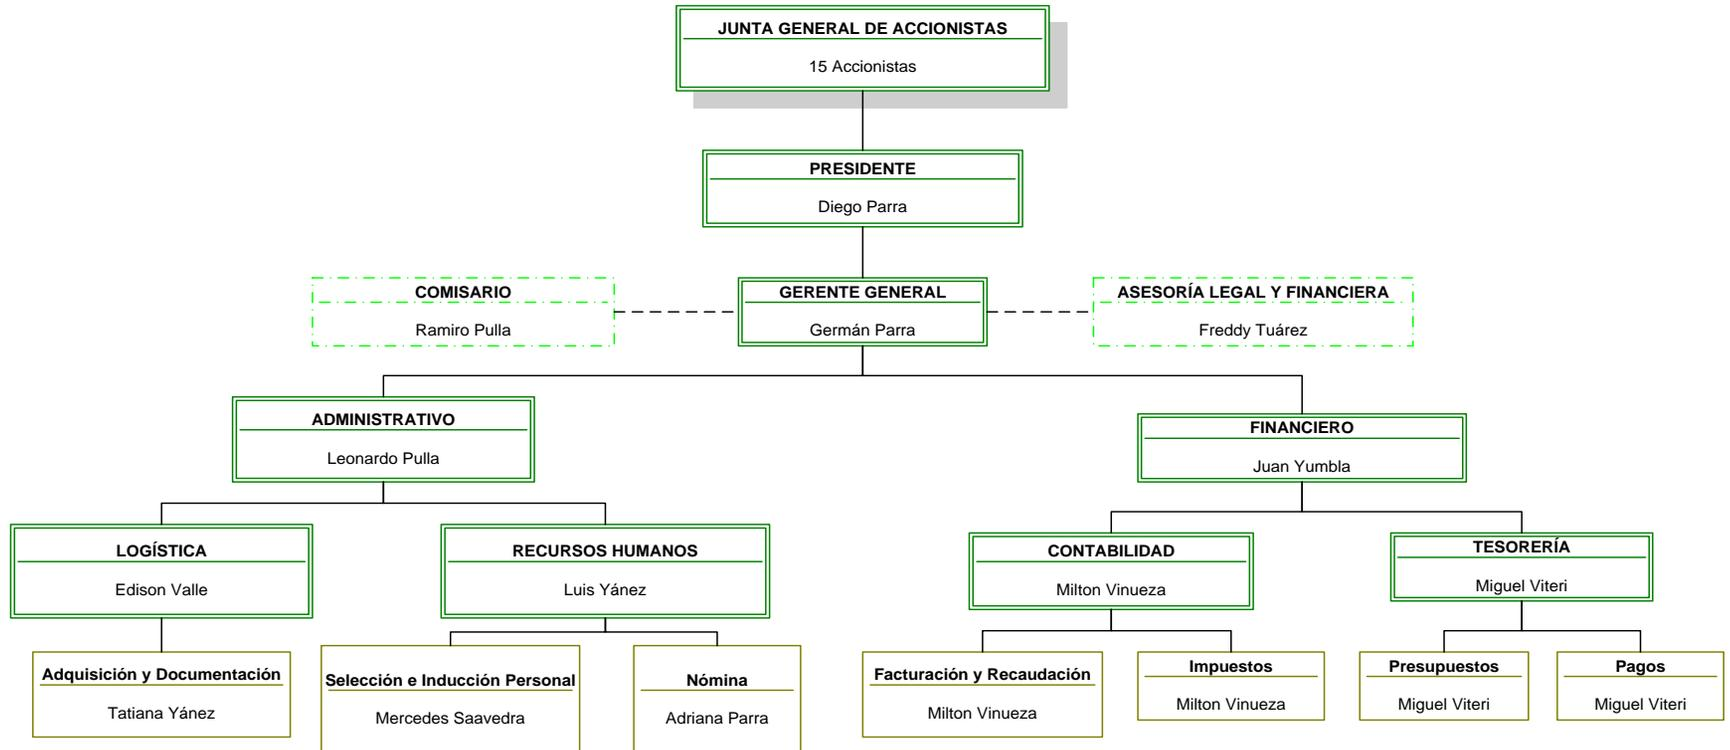 JUNTA GENERAL DE ACCIONISTAS
15 Accionistas
PRESIDENTE
Diego Parra
COMISARIO
Ramiro Pulla
GERENTE GENERAL
Germán Parra
ASESORÍA LEGAL Y FINANCIERA
Freddy Tuárez
ADMINISTRATIVO
Leonardo Pulla
FINANCIERO
Juan Yumbla
LOGÍSTICA
Edison Valle
RECURSOS HUMANOS
Luis Yánez
CONTABILIDAD
Milton Vinueza
TESORERÍA
Miguel Viteri
Adquisición y Documentación
Tatiana Yánez
Selección e Inducción Personal
Mercedes Saavedra
Nómina
Adriana Parra
Facturación y Recaudación
Milton Vinueza
Impuestos
Milton Vinueza
Presupuestos
Miguel Viteri
Pagos
Miguel Viteri